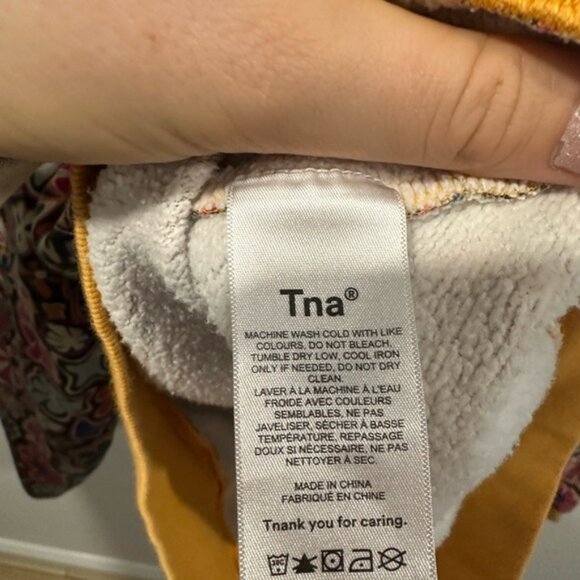 Tna®
MACHINE WASH COLD WITH LIKE
COLOURS, DO NOT BLEACH,
TUMBLE DRY LOW, COOL IRON
ONLY IF NEEDED, DO NOT DRY
CLEAN.
LAVER À LA MACHINE À L'EAU
FROIDE AVEC COULEURS
SEMBLABLES, NE PAS
JAVELISER, SÉCHER À BASSE
TEMPÉRATURE, REPASSAGE
DOUX SI NÉCESSAIRE, NE PAS
NETTOYER À SEC.
MADE IN CHINA
FABRIQUÉ EN CHINE
Tnank you for caring.
30C